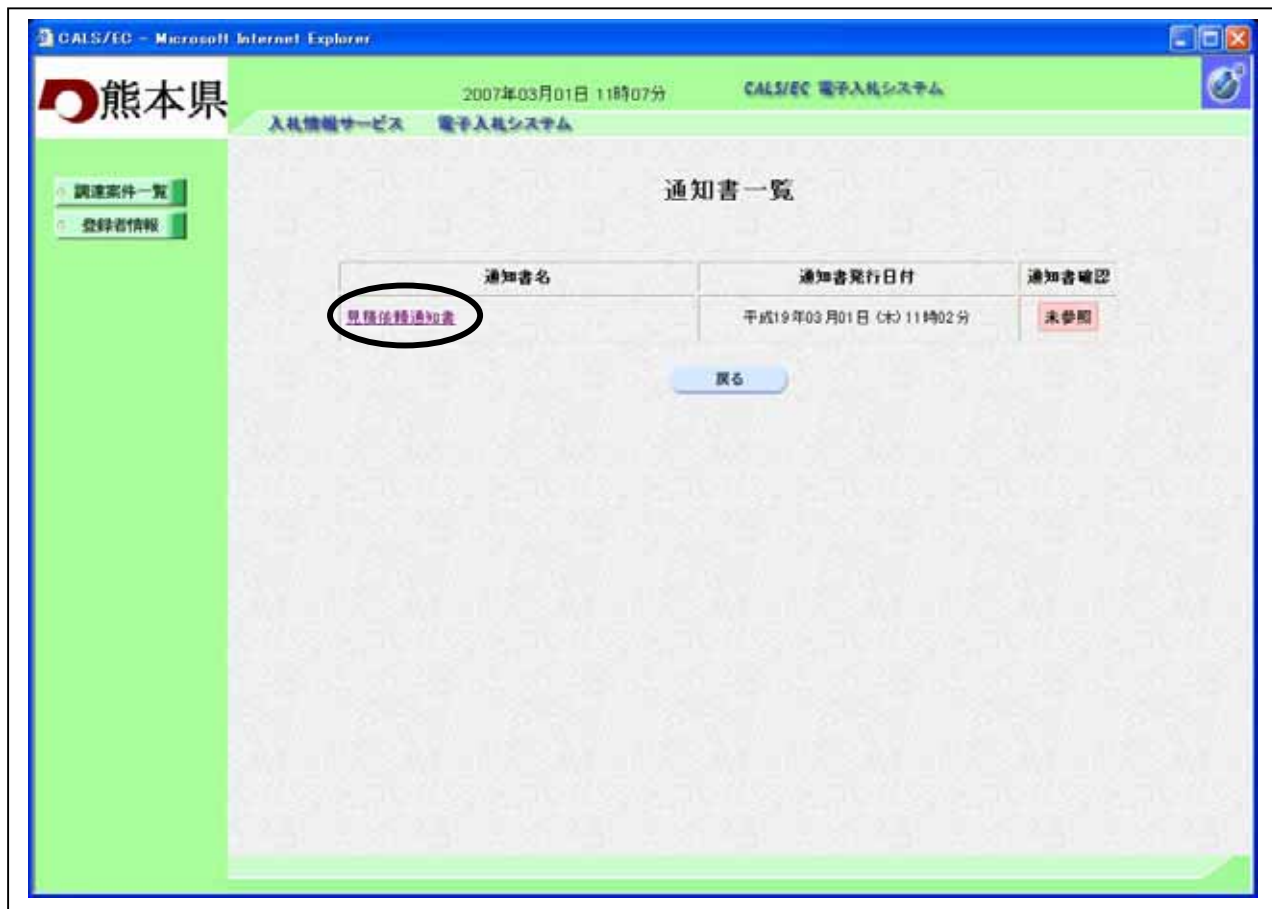 CALS/EC - Microsoft Internet Explorer
熊本県
2007年03月01日 11時07分
CALS/EC 電子入札システム
入札情報サービス 電子入札システム
調達案件一覧
登録者情報
通知書一覧
通知書名 通知書発行日付 通知書確認
見積依頼通知書 平成19年03月01日 (木) 11時02分 未参照
戻る